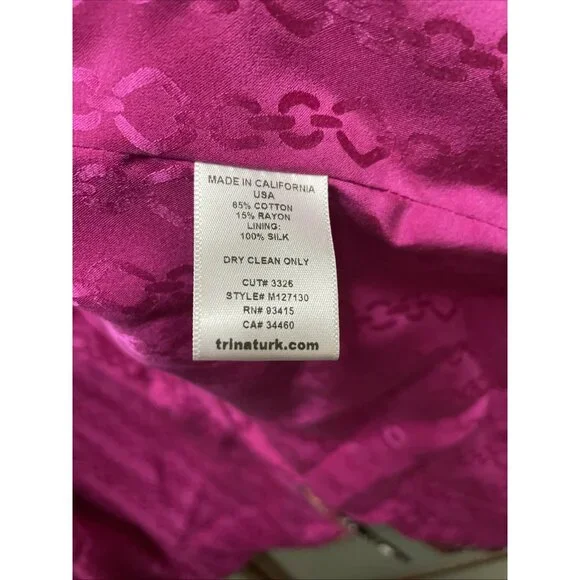 MADE IN CALIFORNIA
USA
85% COTTON
15% RAYON
LINING:
100% SILK
DRY CLEAN ONLY
CUT# 3326
STYLE# M127130
RN# 93415
CA# 34460
trinaturk.com